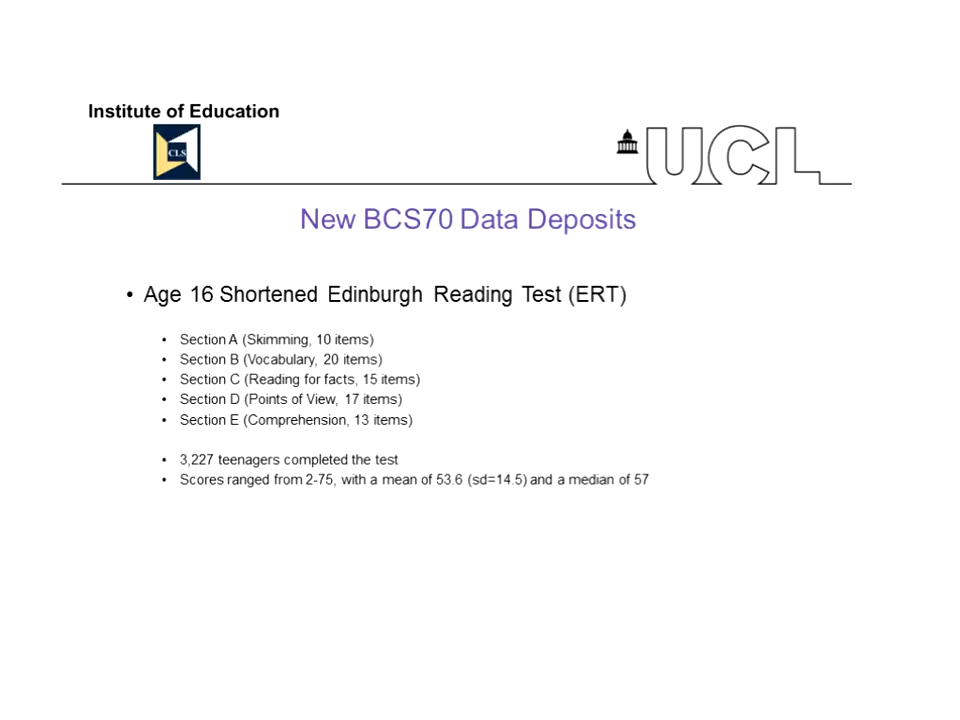 Institute of Education
CLS
UCL
New BCS70 Data Deposits
• Age 16 Shortened Edinburgh Reading Test (ERT)
• Section A (Skimming, 10 items)
• Section B (Vocabulary, 20 items)
• Section C (Reading for facts, 15 items)
• Section D (Points of View, 17 items)
• Section E (Comprehension, 13 items)
• 3,227 teenagers completed the test
• Scores ranged from 2-75, with a mean of 53.6 (sd=14.5) and a median of 57